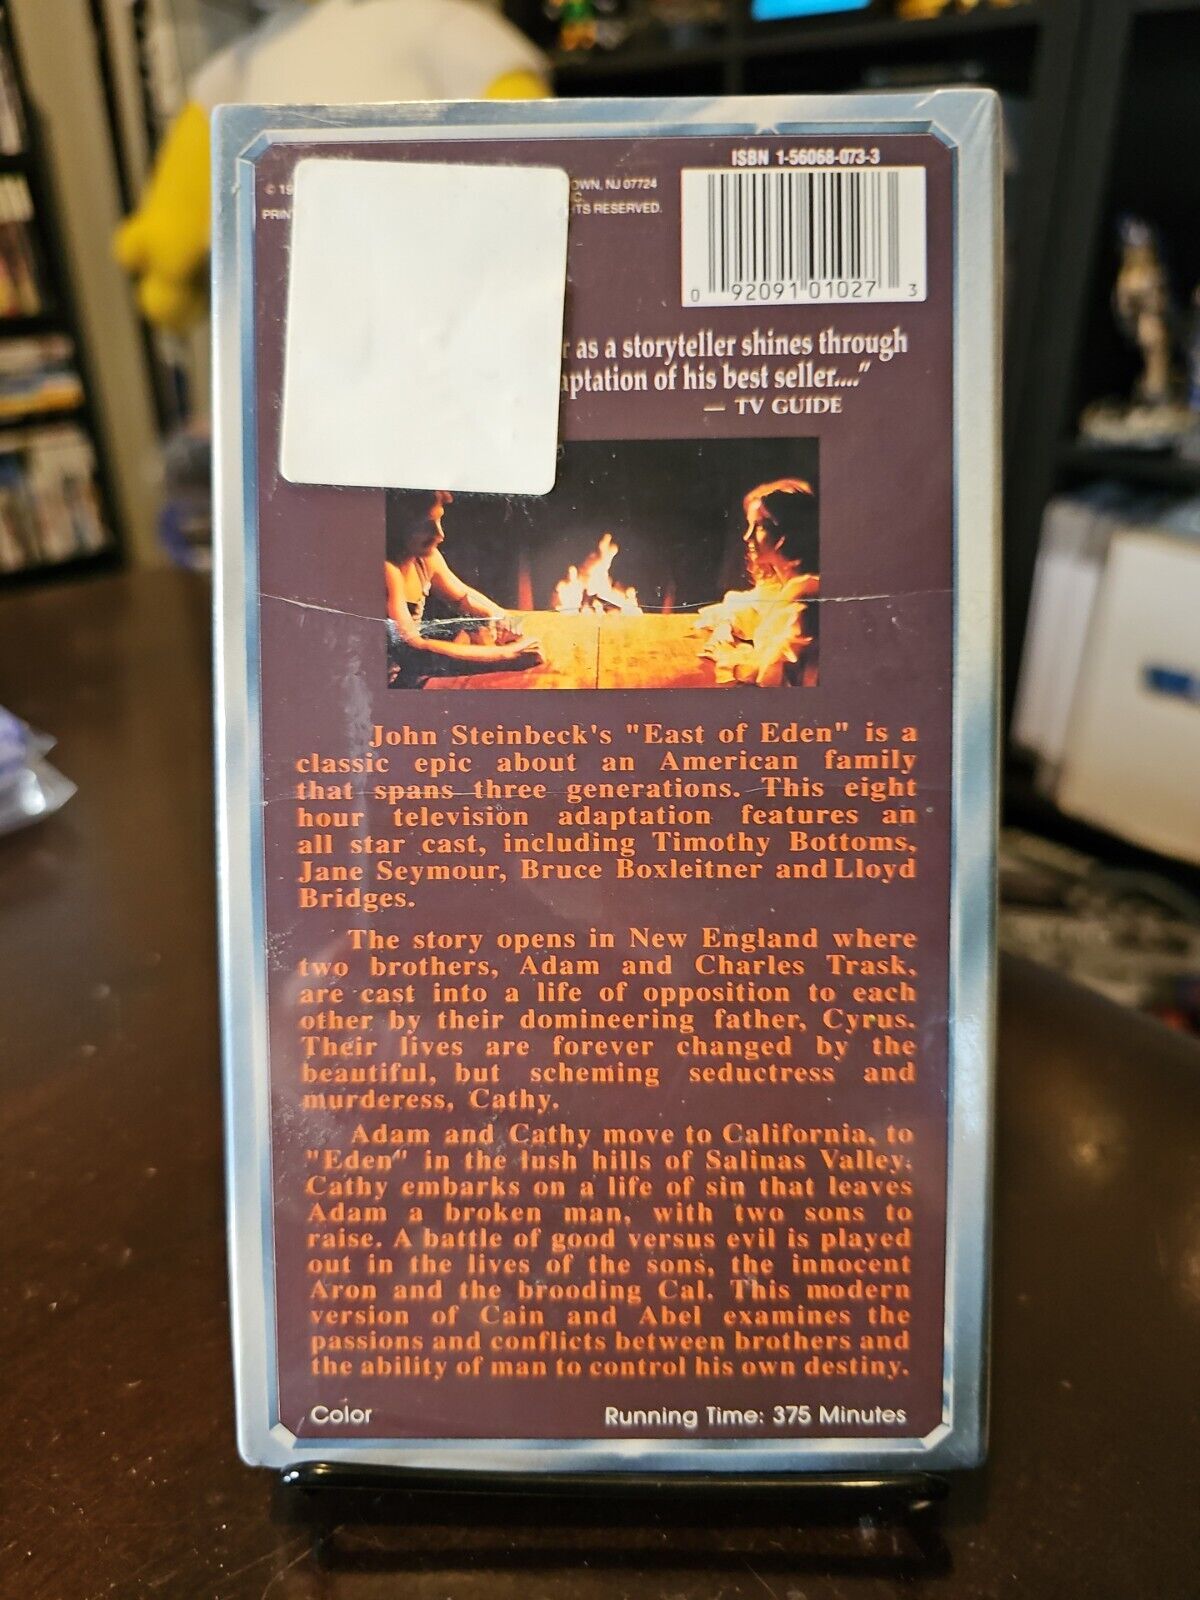 ISBN 1-56068-073-3
© 19 OWN, NJ 07724
C.
PRIN TS RESERVED.
0 92091 01027 3
r as a storyteller shines through
aptation of his best seller...."
— TV GUIDE
John Steinbeck's "East of Eden" is a
classic epic about an American family
that spans three generations. This eight
hour television adaptation features an
all star cast, including Timothy Bottoms,
Jane Seymour, Bruce Boxleitner and Lloyd
Bridges.
The story opens in New England where
two brothers, Adam and Charles Trask,
are cast into a life of opposition to each
other by their domineering father, Cyrus.
Their lives are forever changed by the
beautiful, but scheming seductress and
murderess, Cathy.
Adam and Cathy move to California, to
"Eden" in the lush hills of Salinas Valley.
Cathy embarks on a life of sin that leaves
Adam a broken man, with two sons to
raise. A battle of good versus evil is played
out in the lives of the sons, the innocent
Aron and the brooding Cal. This modern
version of Cain and Abel examines the
passions and conflicts between brothers and
the ability of man to control his own destiny.
Color Running Time: 375 Minutes